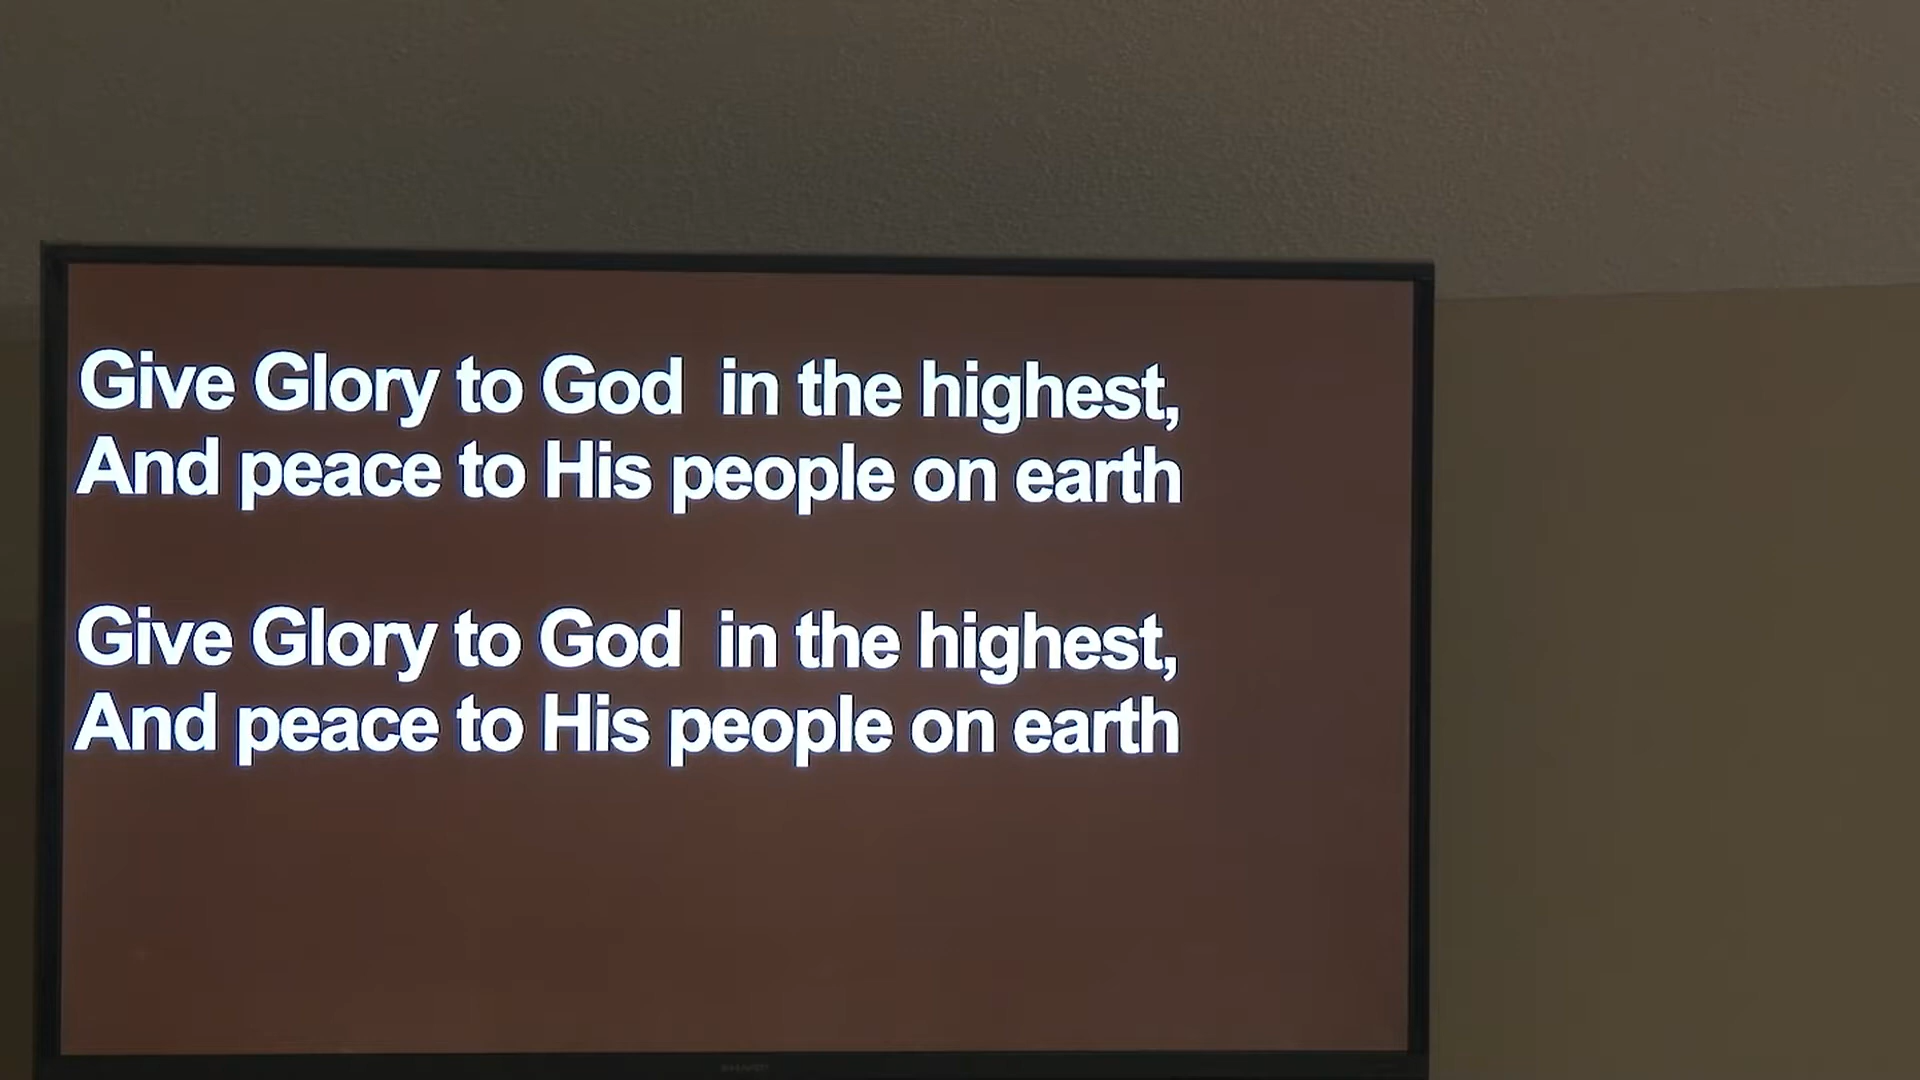 Give Glory to God  in the highest,
And peace to His people on earth
Give Glory to God  in the highest,
And peace to His people on earth